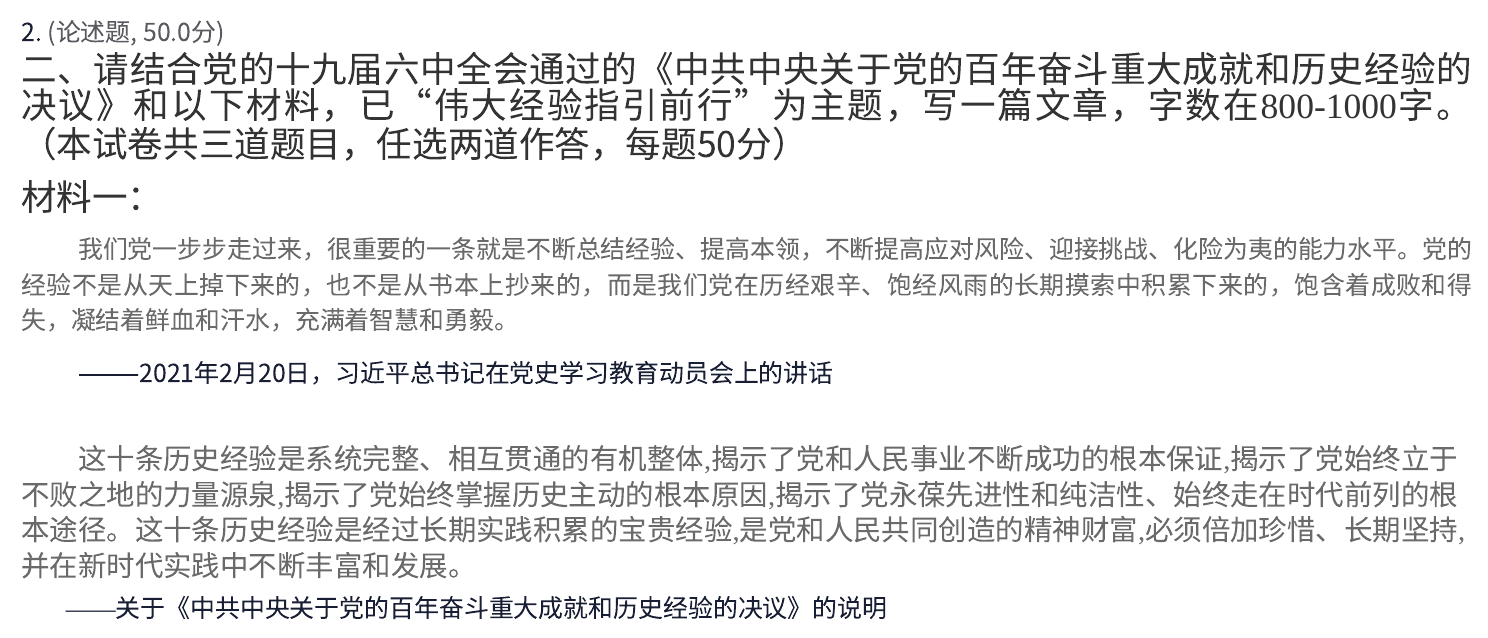 2. (论述题, 50.0分)
二、请结合党的十九届六中全会通过的《中共中央关于党的百年奋斗重大成就和历史经验的
决议》和以下材料，已“伟大经验指引前行”为主题，写一篇文章，字数在800-1000字。
（本试卷共三道题目，任选两道作答，每题50分）
材料一：
我们党一步步走过来，很重要的一条就是不断总结经验、提高本领，不断提高应对风险、迎接挑战、化险为夷的能力水平。党的
经验不是从天上掉下来的，也不是从书本上抄来的，而是我们党在历经艰辛、饱经风雨的长期摸索中积累下来的，饱含着成败和得
失，凝结着鲜血和汗水，充满着智慧和勇毅。
——2021年2月20日，习近平总书记在党史学习教育动员会上的讲话
这十条历史经验是系统完整、相互贯通的有机整体,揭示了党和人民事业不断成功的根本保证,揭示了党始终立于
不败之地的力量源泉,揭示了党始终掌握历史主动的根本原因,揭示了党永葆先进性和纯洁性、始终走在时代前列的根
本途径。这十条历史经验是经过长期实践积累的宝贵经验,是党和人民共同创造的精神财富,必须倍加珍惜、长期坚持,
并在新时代实践中不断丰富和发展。
——关于《中共中央关于党的百年奋斗重大成就和历史经验的决议》的说明